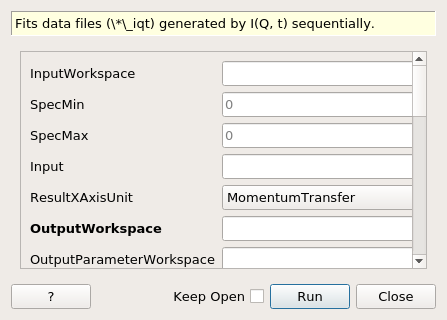 Fits data files (\*\_iqt) generated by I(Q, t) sequentially.
InputWorkspace
SpecMin 0
SpecMax 0
Input
ResultXAxisUnit MomentumTransfer
OutputWorkspace
OutputParameterWorkspace
? Keep Open Run Close